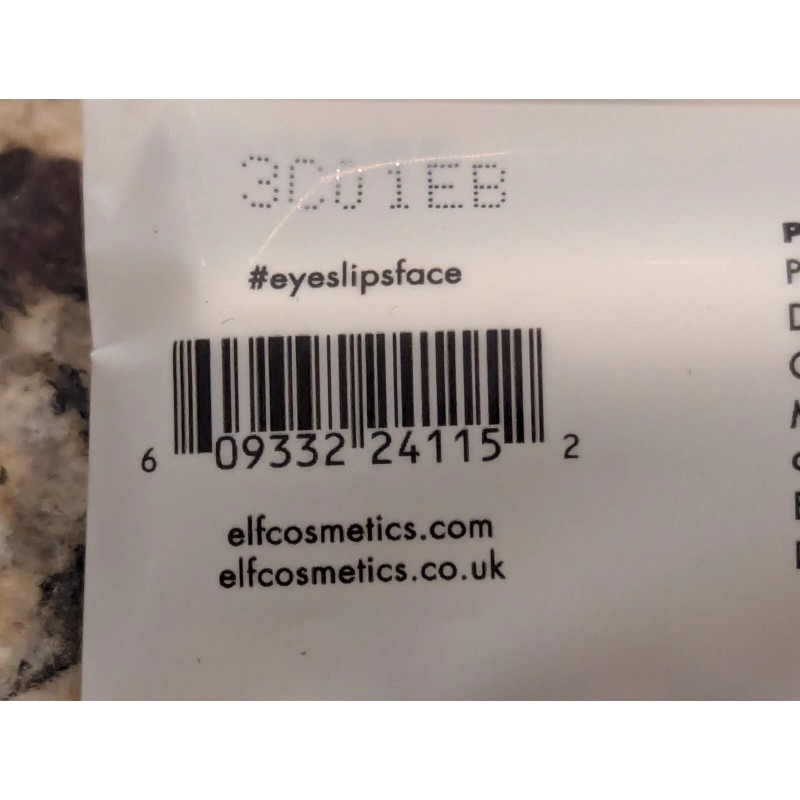 3C01EB
#eyeslipsface
6 09332 24115 2
elfcosmetics.com
elfcosmetics.co.uk